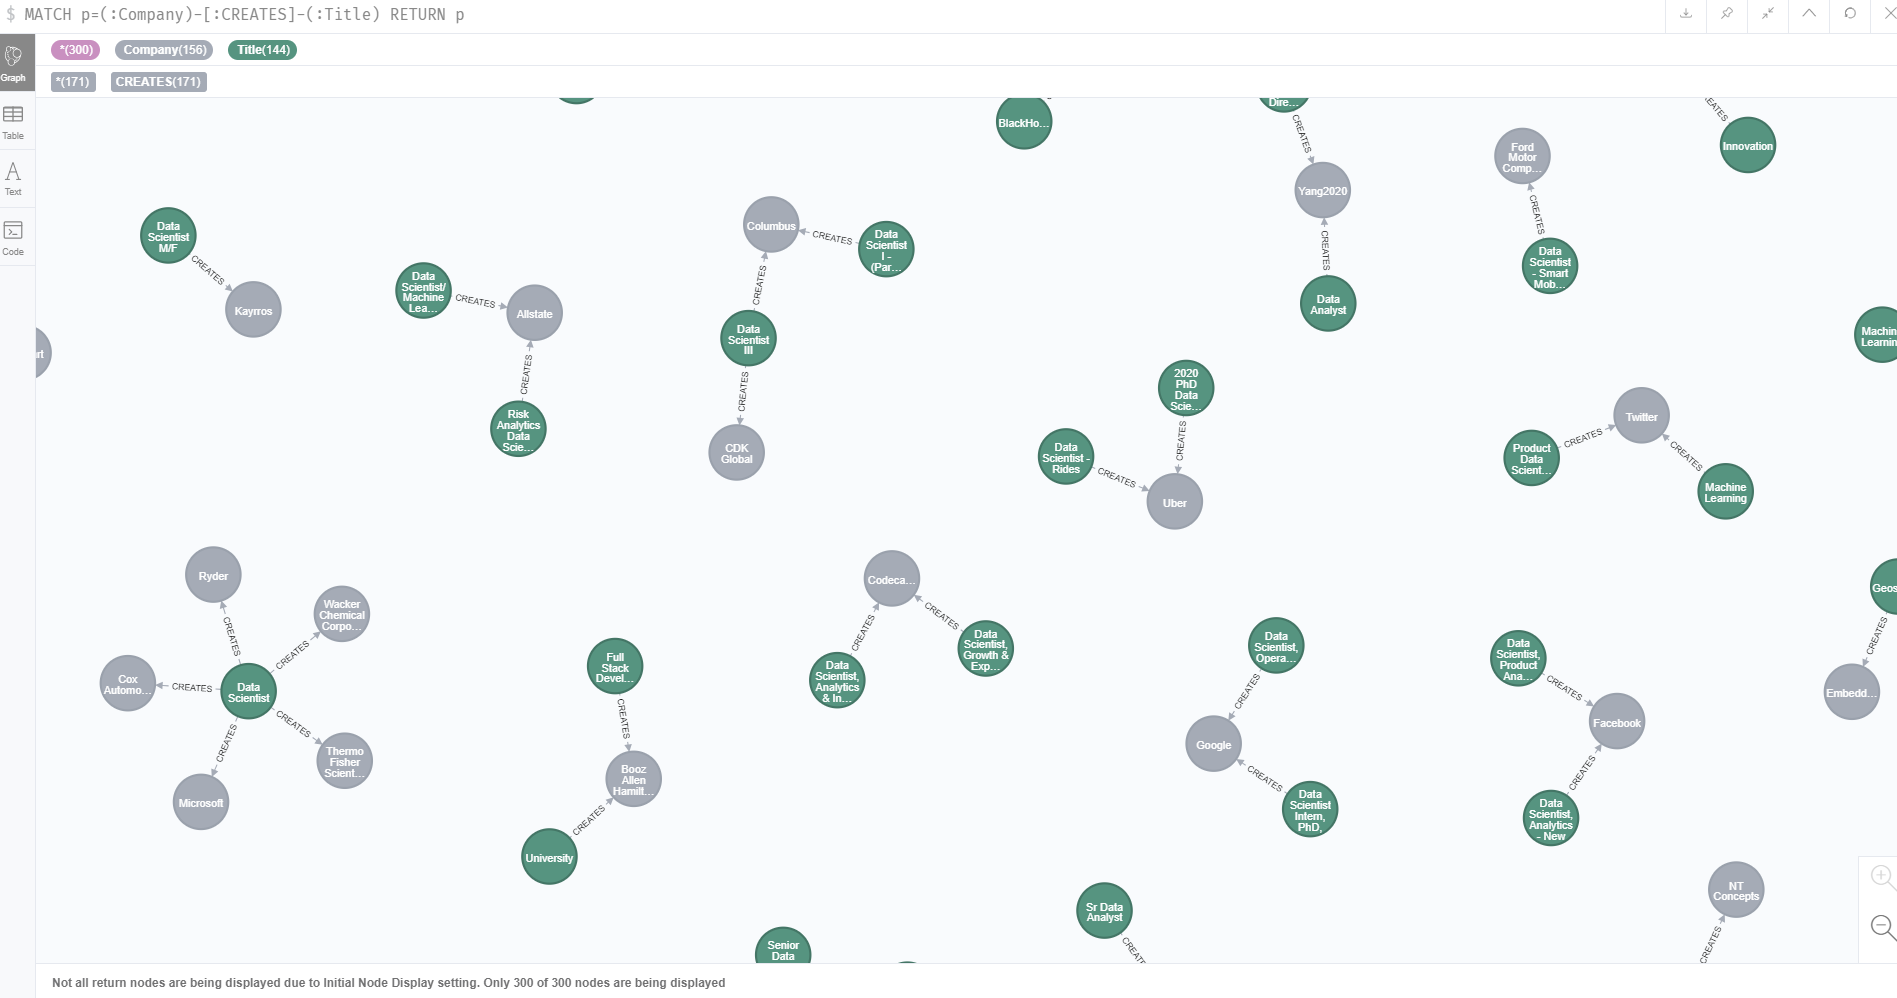 $ MATCH p=(:Company)-[:CREATES]-(:Title) RETURN p
*(300) Company(156) Title(144)
*(171) CREATES(171)
Graph
Table
Text
Code
Dire...
CREATES
Yang2020
CREATES
Data
Analyst
BlackHo...
Ford
Motor
Comp...
CREATES
Data
Scientist
- Smart
Mob...
EATES
Innovation
Data
Scientist
M/F
CREATES
Kayrros
Data
Scientist/
Machine
Lea...
CREATES
Allstate
CREATES
Risk
Analytics
Data
Scie...
Columbus
CREATES
Data
Scientist
I -
(Par...
CREATES
Data
Scientist
III
CREATES
CDK
Global
2020
PhD
Data
Scie...
CREATES
Data
Scientist -
Rides
CREATES
Uber
Twitter
CREATES
Product
Data
Scient...
CREATES
Machine
Learning
Machin
Learnin
rt
Ryder
CREATES
Wacker
Chemical
Corpo...
CREATES
Cox
Automo...
CREATES
Data
Scientist
CREATES
Thermo
Fisher
Scient...
CREATES
Microsoft
Full
Stack
Devel...
CREATES
Booz
Allen
Hamilt...
CREATES
University
Codeca...
CREATES
Data
Scientist,
Analytics
& In...
CREATES
Data
Scientist,
Growth &
Exp...
Data
Scientist,
Opera...
CREATES
Google
CREATES
Data
Scientist
Intern,
PhD,
Data
Scientist,
Product
Ana...
CREATES
Facebook
CREATES
Data
Scientist,
Analytics
- New
Geos
CREATES
Embedd...
NT
Concepts
CREATES
Sr Data
Analyst
CREATE
Senior
Data
Not all return nodes are being displayed due to Initial Node Display setting. Only 300 of 300 nodes are being displayed